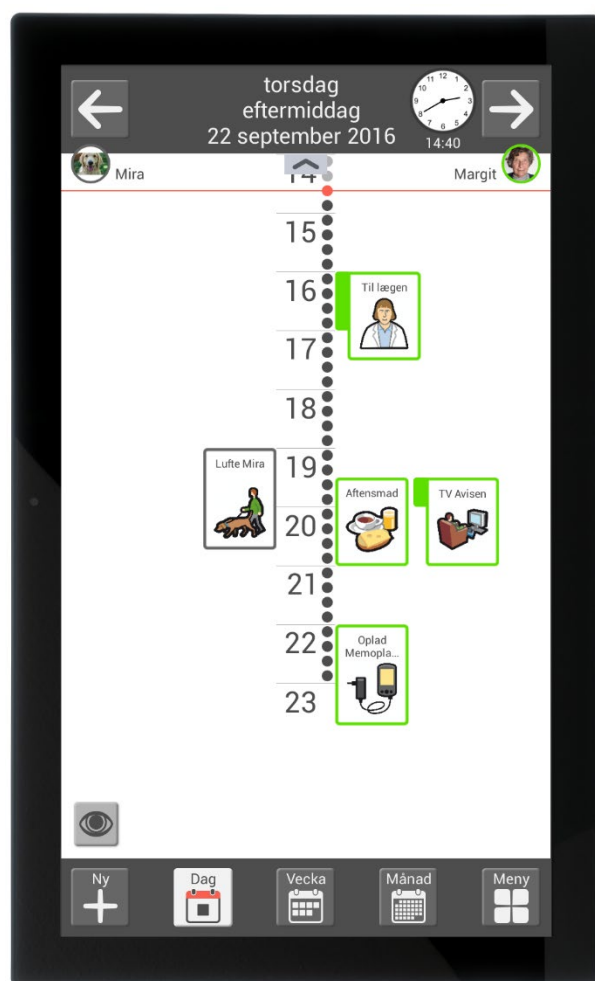 torsdag
eftermiddag
22 september 2016
14:40
Mira
Margit
14
15
16
Til lægen
17
18
Lufte Mira
19
Aftensmad
TV Avisen
20
21
22
Oplad
Memopla...
23
Ny
Dag
Vecka
Månad
Meny